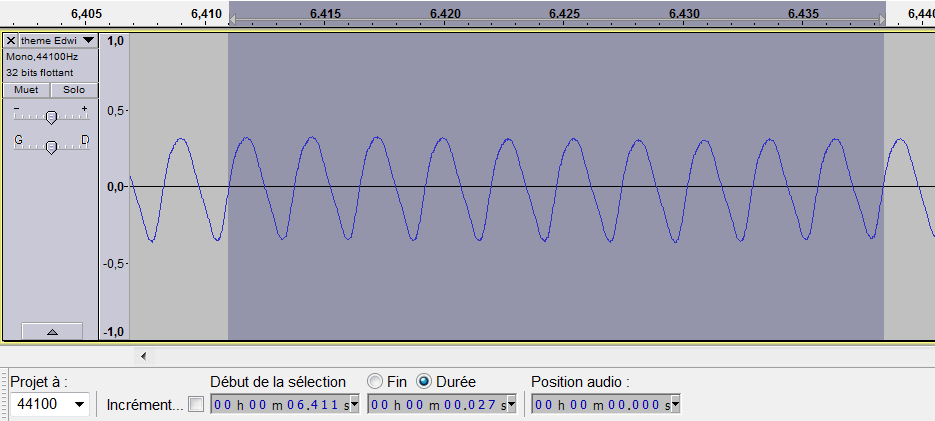 6,405 6,410 6,415 6,420 6,425 6,430 6,435 6,440
X theme Edwi 1,0
Mono,44100Hz
32 bits flottant
Muet Solo
- +
0,5
G D
0,0
-0,5
-1,0
Projet à : Début de la sélection Fin Durée Position audio :
44100 Incrément... 00 h 00 m 06.411 s 00 h 00 m 00.027 s 00 h 00 m 00.000 s